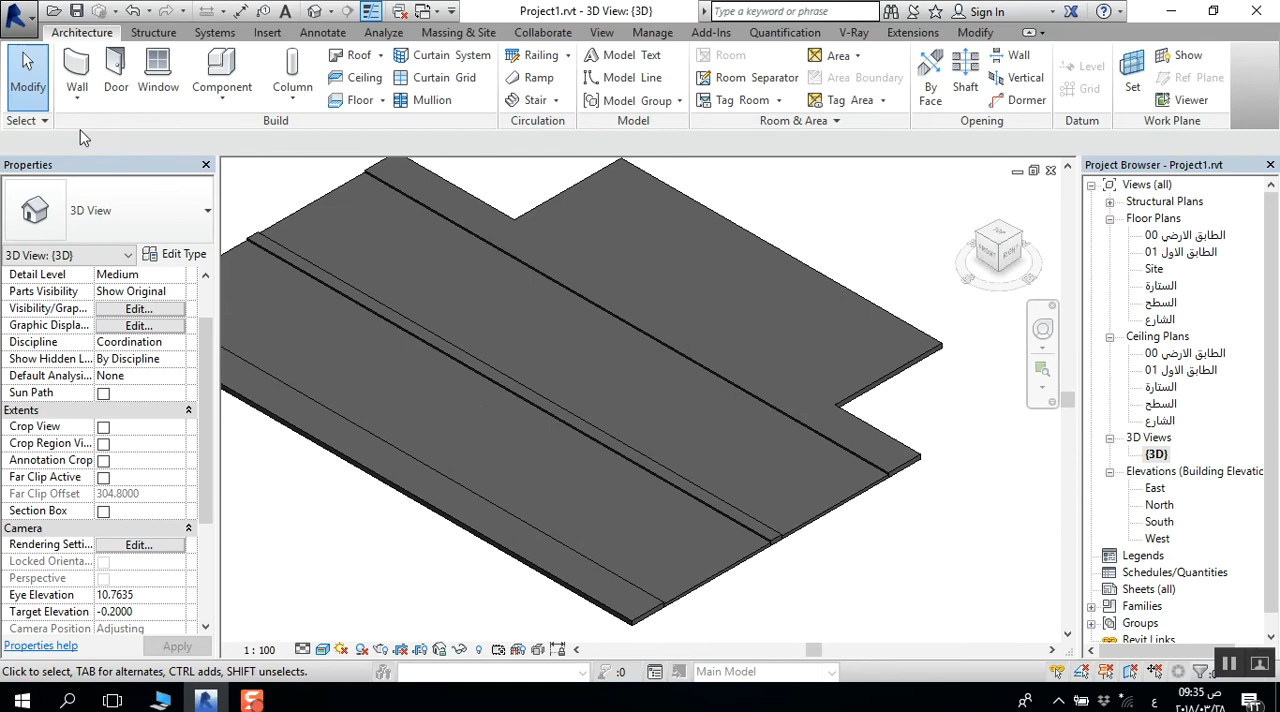 Project1.rvt - 3D View: {3D}
Type a keyword or phrase
Sign In
Architecture Structure Systems Insert Annotate Analyze Massing & Site Collaborate View Manage Add-Ins Quantification V-Ray Extensions Modify
Modify
Wall
Door
Window
Component
Column
Roof
Ceiling
Floor
Curtain System
Curtain Grid
Mullion
Railing
Ramp
Stair
Model Text
Model Line
Model Group
Room
Room Separator
Tag Room
Area
Area Boundary
Tag Area
By Face
Shaft
Wall
Vertical
Dormer
Level
Grid
Set
Show
Ref Plane
Viewer
Select
Build
Circulation
Model
Room & Area
Opening
Datum
Work Plane
Properties
3D View
3D View: {3D}
Edit Type
Detail Level Medium
Parts Visibility Show Original
Visibility/Grap... Edit...
Graphic Displa... Edit...
Discipline Coordination
Show Hidden L... By Discipline
Default Analysi... None
Sun Path
Extents
Crop View
Crop Region Vi...
Annotation Crop
Far Clip Active
Far Clip Offset 304.8000
Section Box
Camera
Rendering Setti... Edit...
Locked Orienta...
Perspective
Eye Elevation 10.7635
Target Elevation -0.2000
Camera Position Adjusting
Properties help
Apply
TOP
FRONT
RIGHT
1 : 100
Project Browser - Project1.rvt
Views (all)
Structural Plans
Floor Plans
الطابق الارضي 00
الطابق الاول 01
Site
الستارة
السطح
الشارع
Ceiling Plans
الطابق الارضي 00
الطابق الاول 01
الستارة
السطح
الشارع
3D Views
{3D}
Elevations (Building Elevatic
East
North
South
West
Legends
Schedules/Quantities
Sheets (all)
Families
Groups
Revit Links
Click to select, TAB for alternates, CTRL adds, SHIFT unselects.
:0
Main Model
ع
09:35 ص
٢٠١٨/٠٣/٢٨